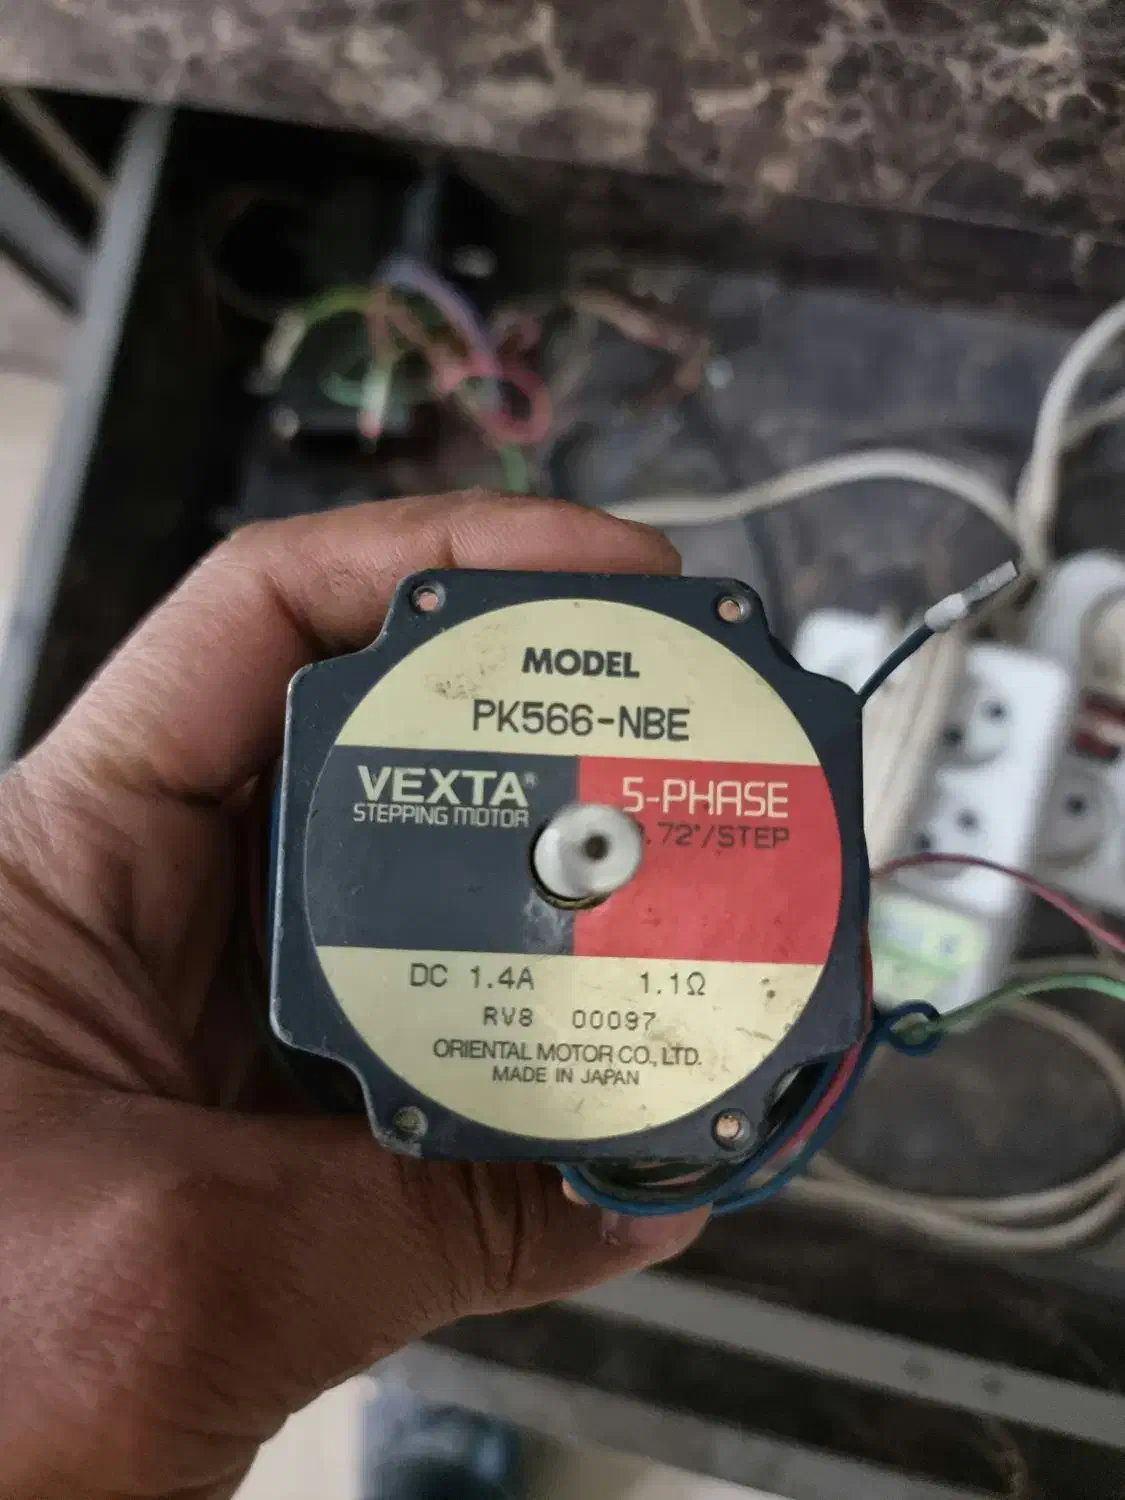 MODEL
PK566-NBE
VEXTA®
STEPPING MOTOR
5-PHASE
.72°/STEP
DC 1.4A 1.1Ω
RV8 00097
ORIENTAL MOTOR CO., LTD.
MADE IN JAPAN